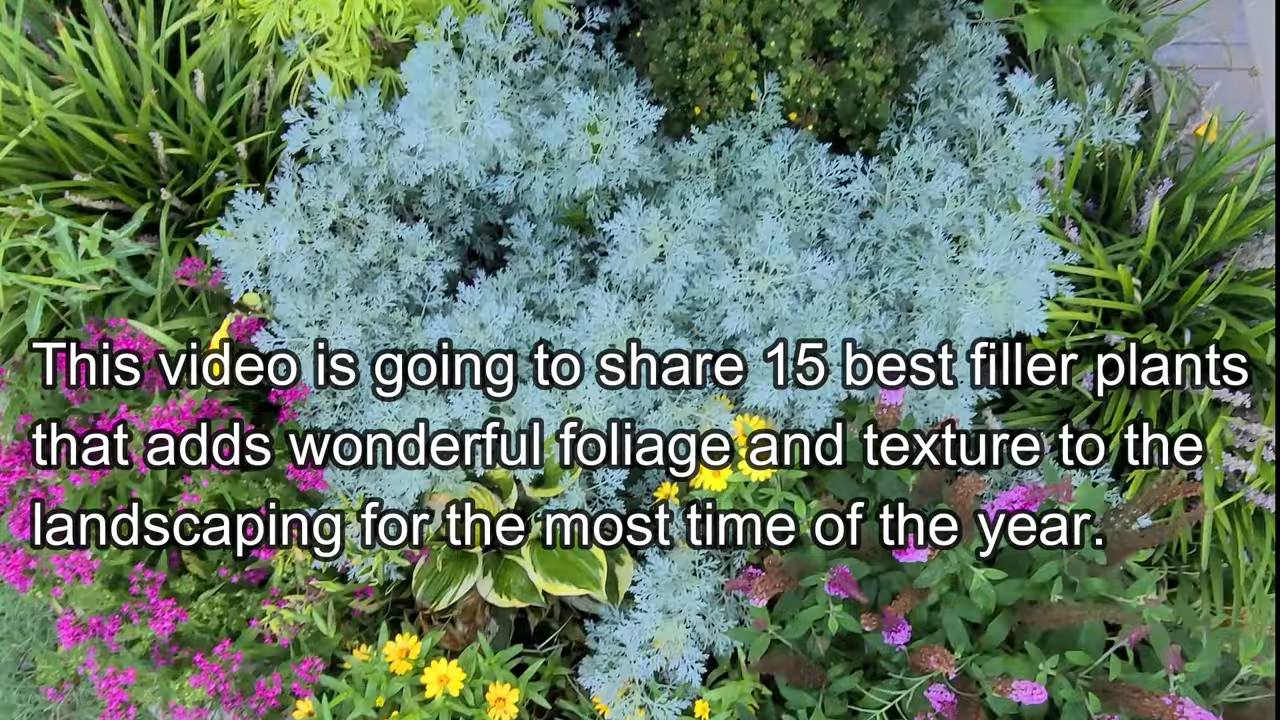 This video is going to share 15 best filler plants
that adds wonderful foliage and texture to the
landscaping for the most time of the year.